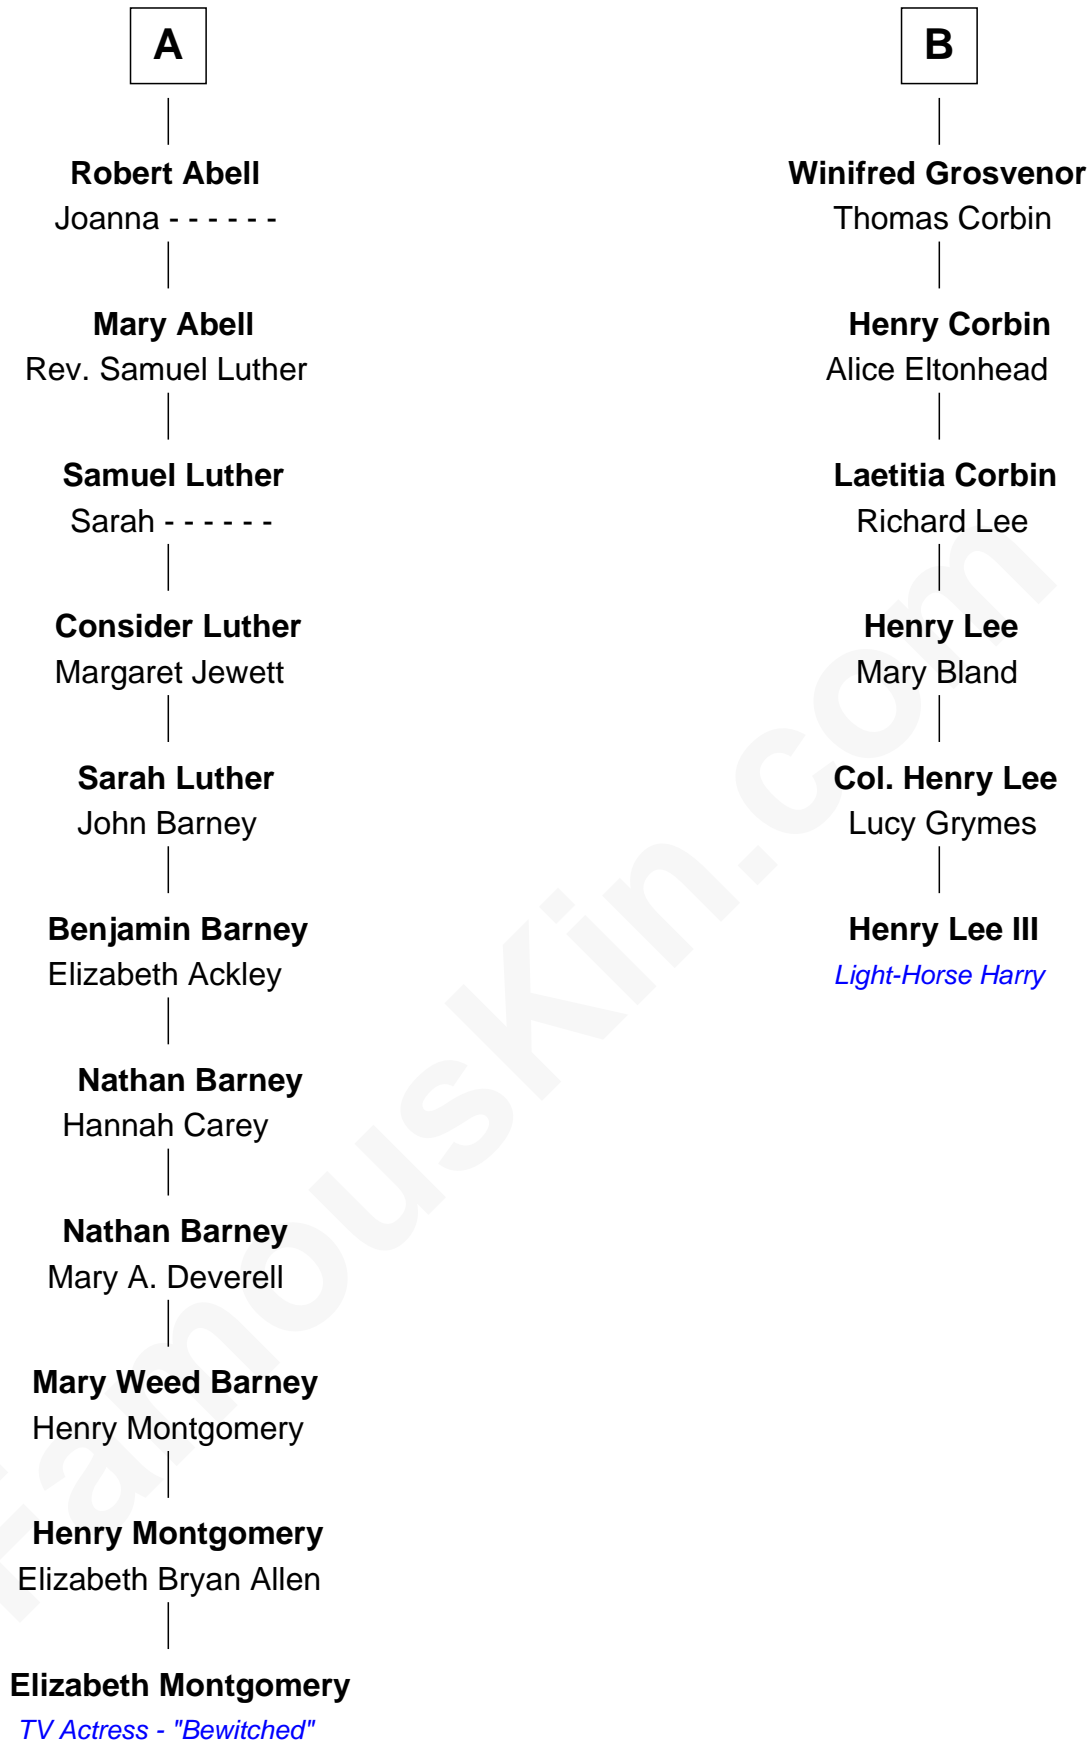 A
Robert Abell
Joanna - - - - - -
Mary Abell
Rev. Samuel Luther
Samuel Luther
Sarah - - - - - -
Consider Luther
Margaret Jewett
Sarah Luther
John Barney
Benjamin Barney
Elizabeth Ackley
Nathan Barney
Hannah Carey
Nathan Barney
Mary A. Deverell
Mary Weed Barney
Henry Montgomery
Henry Montgomery
Elizabeth Bryan Allen
Elizabeth Montgomery
TV Actress - "Bewitched"
B
Winifred Grosvenor
Thomas Corbin
Henry Corbin
Alice Eltonhead
Laetitia Corbin
Richard Lee
Henry Lee
Mary Bland
Col. Henry Lee
Lucy Grymes
Henry Lee III
Light-Horse Harry
FamousKin.com